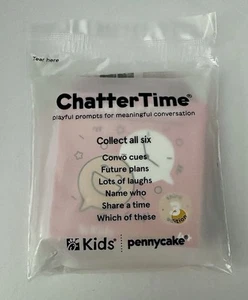 Tear here
ChatterTime®
playful prompts for meaningful conversation
Collect all six
Convo cues
Future plans
Lots of laughs
Name who
Share a time
Which of these
Kids® pennycake®